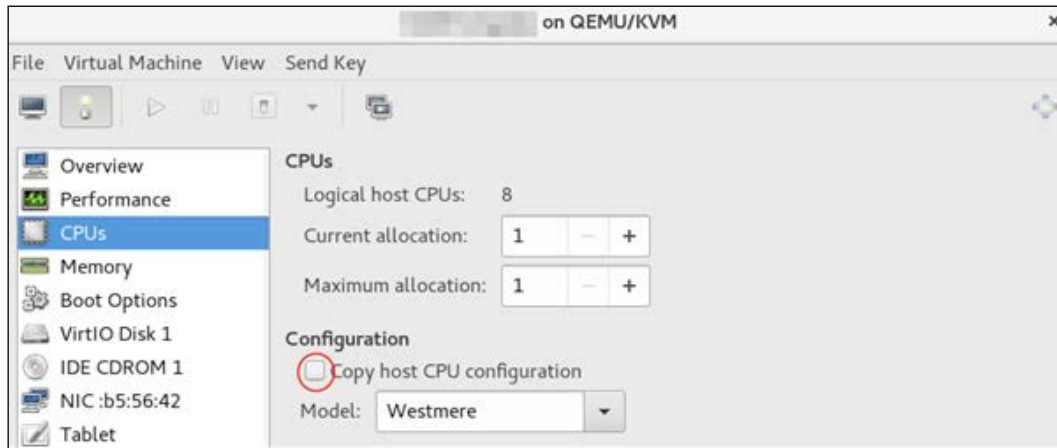 on QEMU/KVM
File Virtual Machine View Send Key
Overview
Performance
CPUs
Memory
Boot Options
VirtIO Disk 1
IDE CDROM 1
NIC :b5:56:42
Tablet
CPUs
Logical host CPUs: 8
Current allocation: 1
Maximum allocation: 1
Configuration
Copy host CPU configuration
Model: Westmere